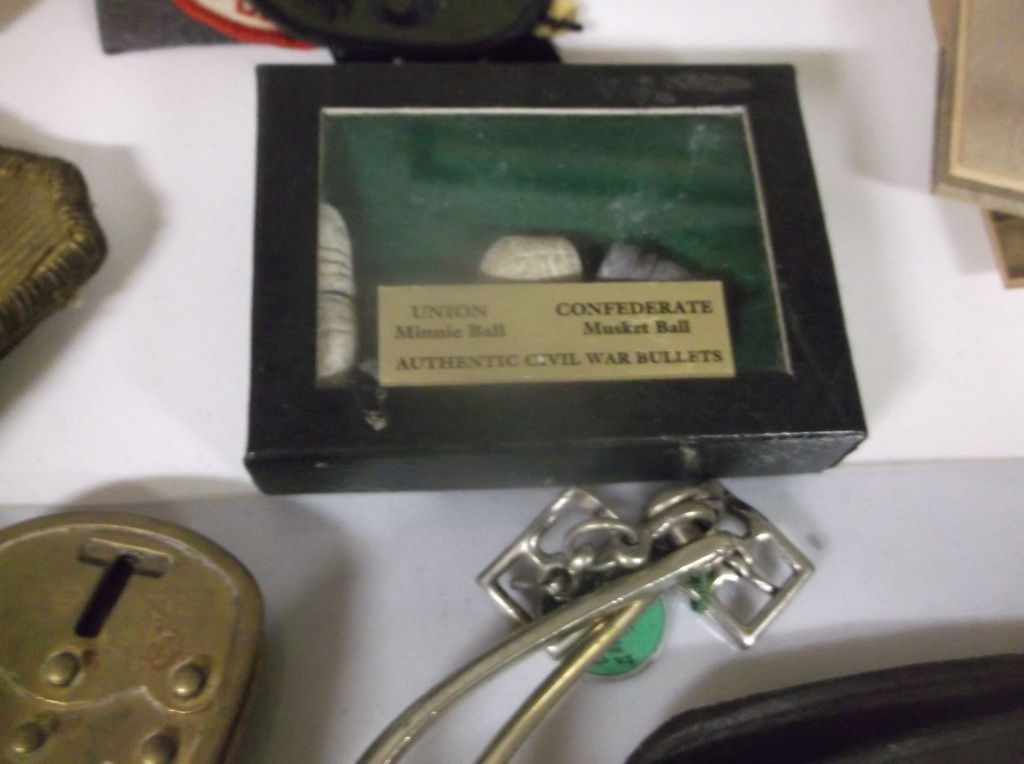 UNION CONFEDERATE
Minnie Ball Musket Ball
AUTHENTIC CIVIL WAR BULLETS